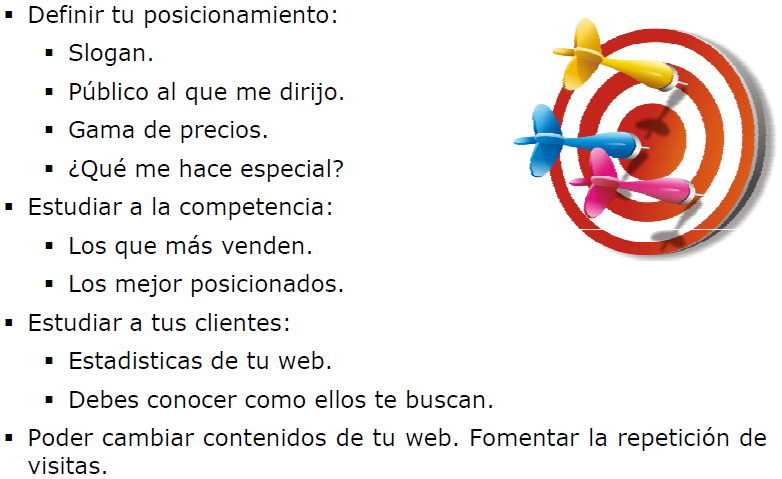 ▪ Definir tu posicionamiento:
▪ Slogan.
▪ Público al que me dirijo.
▪ Gama de precios.
▪ ¿Qué me hace especial?
▪ Estudiar a la competencia:
▪ Los que más venden.
▪ Los mejor posicionados.
▪ Estudiar a tus clientes:
▪ Estadisticas de tu web.
▪ Debes conocer como ellos te buscan.
▪ Poder cambiar contenidos de tu web. Fomentar la repetición de
visitas.